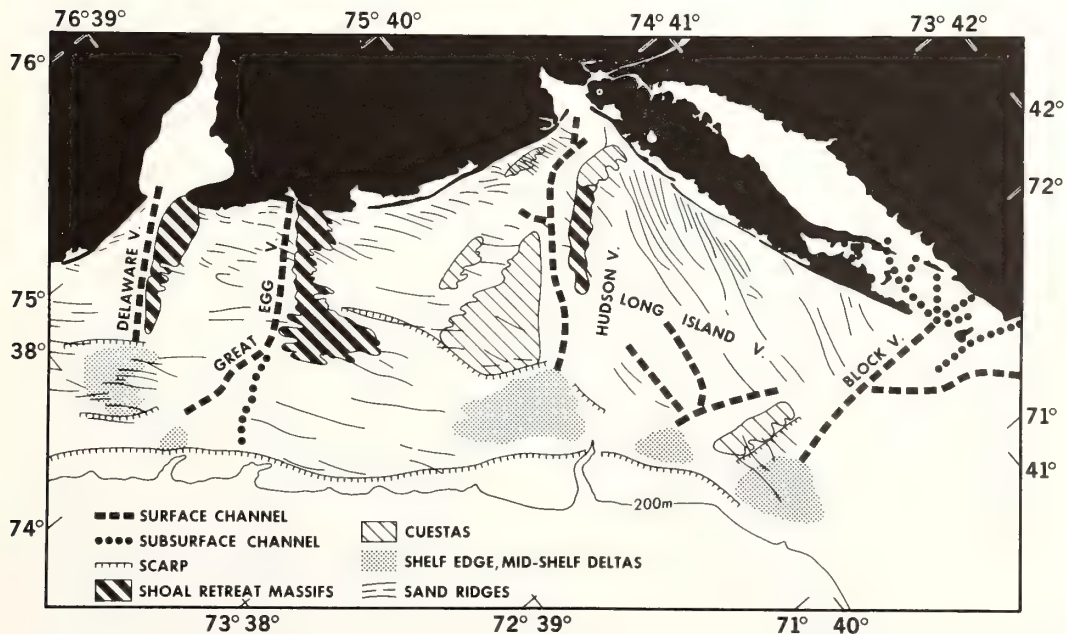 76° 39° 75° 40° 74° 41° 73° 42°
76°
42°
72°
75°
38°
71°
41°
74°
DELAWARE V.
GREAT EGG V.
HUDSON V.
LONG ISLAND V.
BLOCK V.
200m
SURFACE CHANNEL
SUBSURFACE CHANNEL
SCARP
SHOAL RETREAT MASSIFS
CUESTAS
SHELF EDGE, MID-SHELF DELTAS
SAND RIDGES
73° 38° 72° 39° 71° 40°